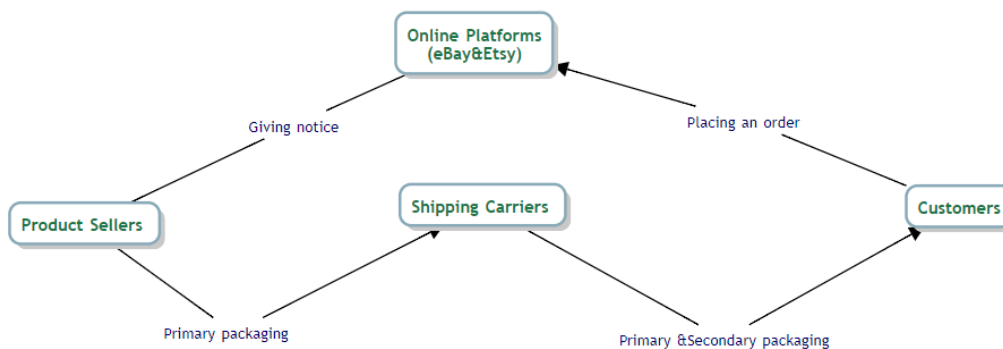 Online Platforms
(eBay&Etsy)
Giving notice
Placing an order
Product Sellers
Shipping Carriers
Customers
Primary packaging
Primary &Secondary packaging